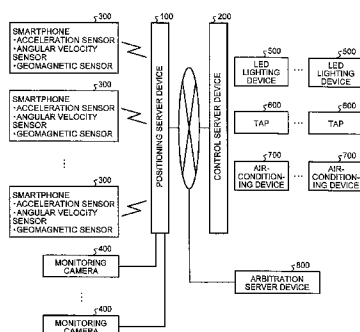 300
SMARTPHONE
・ACCELERATION SENSOR
・ANGULAR VELOCITY
SENSOR
・GEOMAGNETIC SENSOR
300
SMARTPHONE
・ACCELERATION SENSOR
・ANGULAR VELOCITY
SENSOR
・GEOMAGNETIC SENSOR
300
SMARTPHONE
・ACCELERATION SENSOR
・ANGULAR VELOCITY
SENSOR
・GEOMAGNETIC SENSOR
400
MONITORING
CAMERA
400
MONITORING
CAMERA
100
POSITIONING SERVER DEVICE
200
CONTROL SERVER DEVICE
500
LED
LIGHTING
DEVICE
500
LED
LIGHTING
DEVICE
600
TAP
600
TAP
700
AIR-
CONDITION-
ING DEVICE
700
AIR-
CONDITION-
ING DEVICE
800
ARBITRATION
SERVER DEVICE